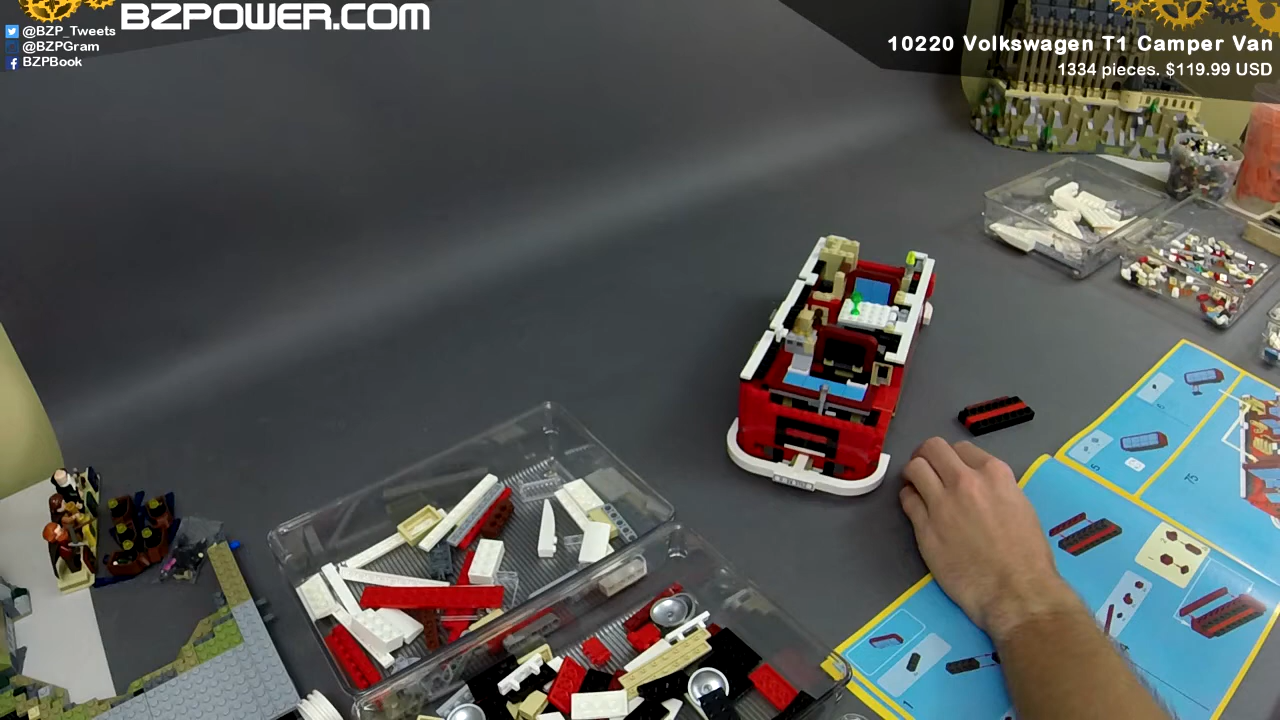 BZPOWER.COM
@BZP_Tweets
@BZPGram
BZPBook
10220 Volkswagen T1 Camper Van
1334 pieces. $119.99 USD